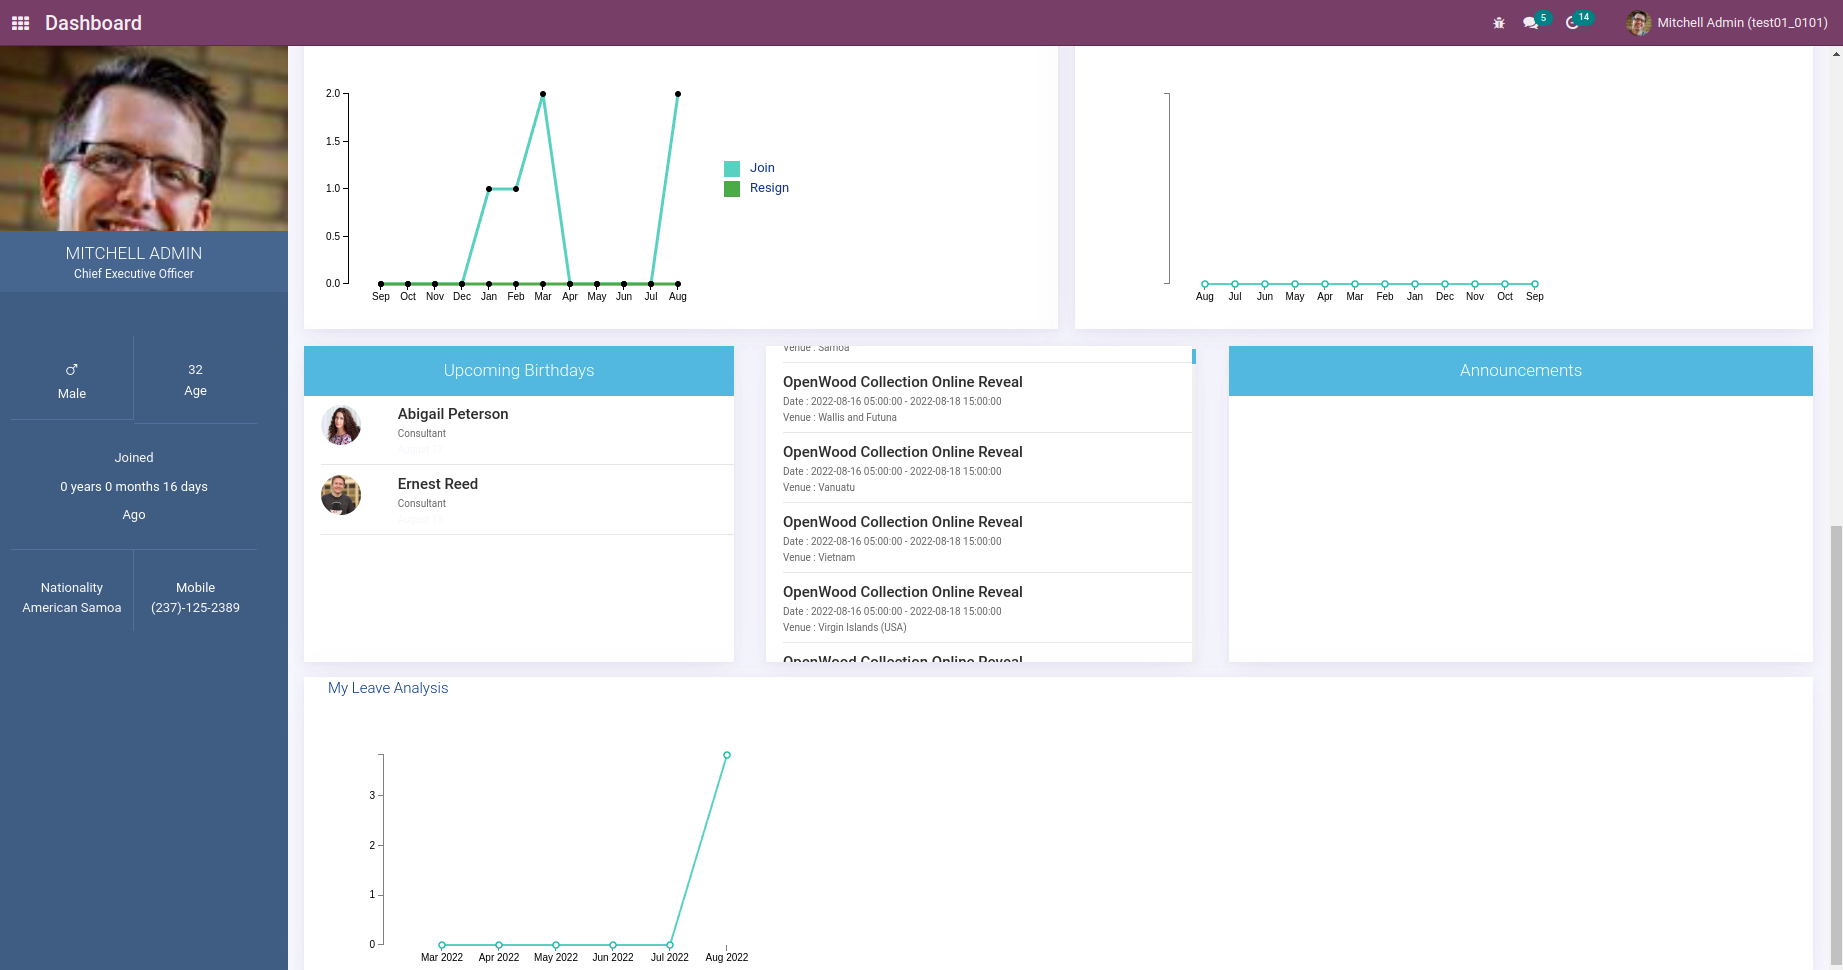 Dashboard
5
14
Mitchell Admin (test01_0101)
MITCHELL ADMIN
Chief Executive Officer
Male
32
Age
Joined
0 years 0 months 16 days
Ago
Nationality
American Samoa
Mobile
(237)-125-2389
2.0
1.5
1.0
0.5
0.0
Sep Oct Nov Dec Jan Feb Mar Apr May Jun Jul Aug
Join
Resign
Aug Jul Jun May Apr Mar Feb Jan Dec Nov Oct Sep
Upcoming Birthdays
Abigail Peterson
Consultant
Ernest Reed
Consultant
Venue : Samoa
OpenWood Collection Online Reveal
Date : 2022-08-16 05:00:00 - 2022-08-18 15:00:00
Venue : Wallis and Futuna
OpenWood Collection Online Reveal
Date : 2022-08-16 05:00:00 - 2022-08-18 15:00:00
Venue : Vanuatu
OpenWood Collection Online Reveal
Date : 2022-08-16 05:00:00 - 2022-08-18 15:00:00
Venue : Vietnam
OpenWood Collection Online Reveal
Date : 2022-08-16 05:00:00 - 2022-08-18 15:00:00
Venue : Virgin Islands (USA)
OpenWood Collection Online Reveal
Announcements
My Leave Analysis
3
2
1
0
Mar 2022 Apr 2022 May 2022 Jun 2022 Jul 2022 Aug 2022